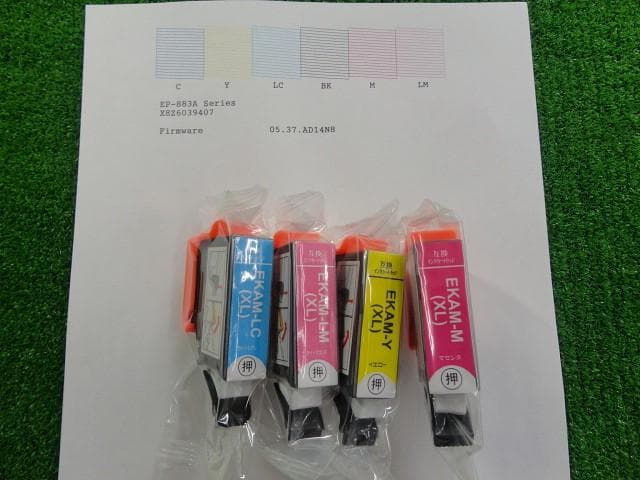 C Y LC BK M LM
EP-883A Series
X8Z6039407
Firmware 05.37.ADI4N8
EKAM-LC
(XL)
押
互換
EKAM-LM
(XL)
押
互換
インクカートリッジ
EKAM-Y
(XL)
イエロー
押
互換
インクカートリッジ
EKAM-M
(XL)
マゼンタ
押